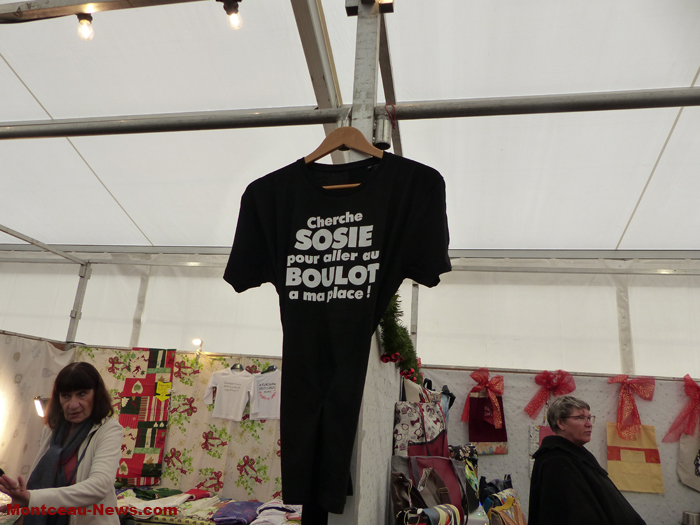 Cherche
SOSIE
pour aller au
BOULOT
a ma place !
Montceau-News.com